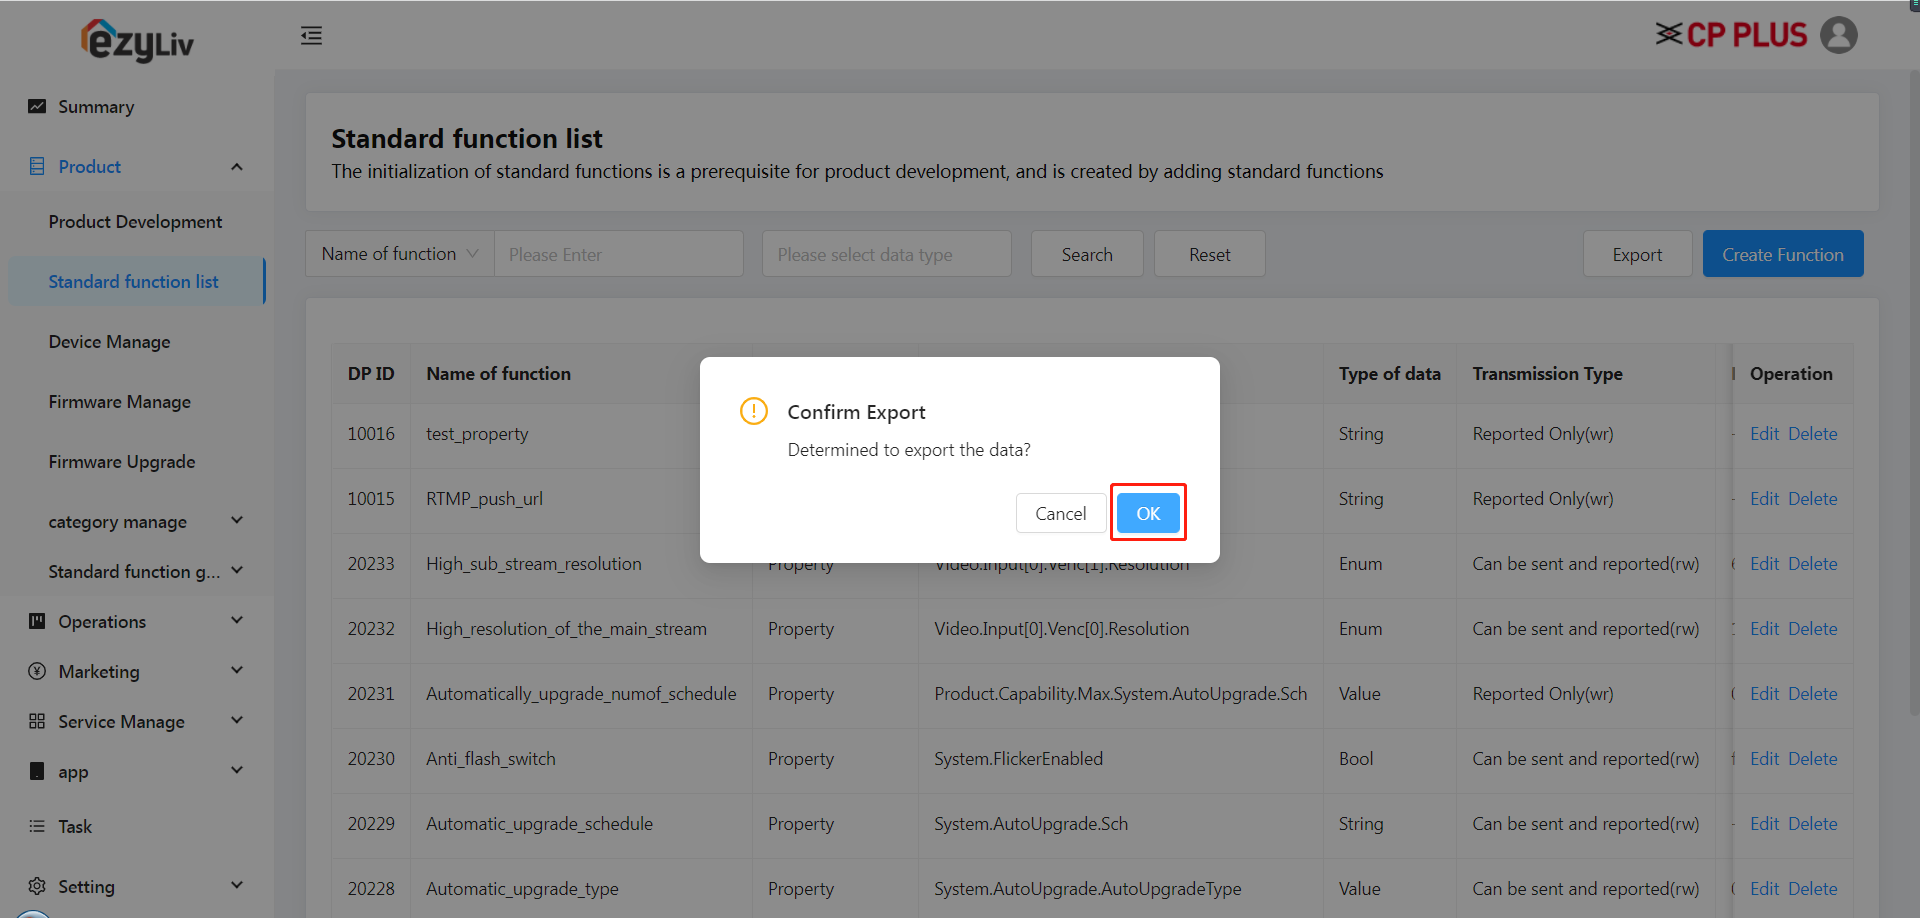 ezyLiv
CP PLUS
Summary
Product
Product Development
Standard function list
Device Manage
Firmware Manage
Firmware Upgrade
category manage
Standard function g...
Operations
Marketing
Service Manage
app
Task
Setting
Standard function list
The initialization of standard functions is a prerequisite for product development, and is created by adding standard functions
Name of function Please Enter Please select data type Search Reset Export Create Function
DP ID Name of function Type of data Transmission Type Operation
10016 test_property String Reported Only(wr) - Edit Delete
10015 RTMP_push_url String Reported Only(wr) - Edit Delete
20233 High_sub_stream_resolution Property Video.Input[0].Venc[1].Resolution Enum Can be sent and reported(rw) Edit Delete
20232 High_resolution_of_the_main_stream Property Video.Input[0].Venc[0].Resolution Enum Can be sent and reported(rw) Edit Delete
20231 Automatically_upgrade_numof_schedule Property Product.Capability.Max.System.AutoUpgrade.Sch Value Reported Only(wr) Edit Delete
20230 Anti_flash_switch Property System.FlickerEnabled Bool Can be sent and reported(rw) Edit Delete
20229 Automatic_upgrade_schedule Property System.AutoUpgrade.Sch String Can be sent and reported(rw) - Edit Delete
20228 Automatic_upgrade_type Property System.AutoUpgrade.AutoUpgradeType Value Can be sent and reported(rw) Edit Delete
Confirm Export
Determined to export the data?
Cancel OK